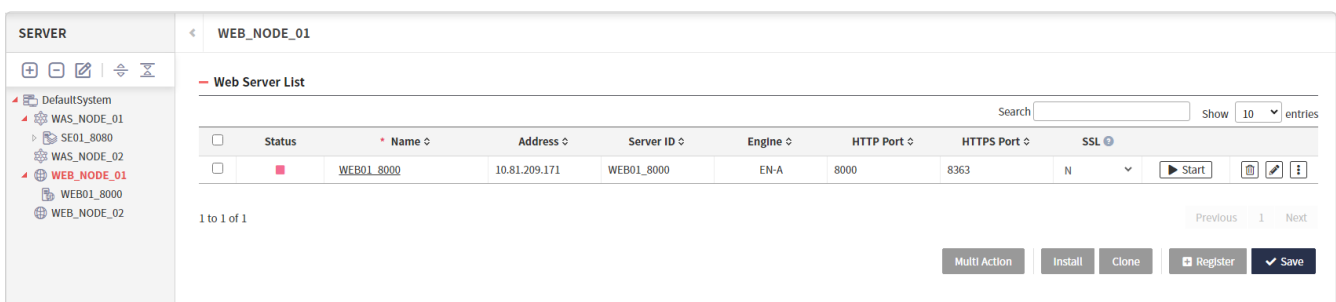 SERVER
WEB_NODE_01
DefaultSystem
WAS_NODE_01
SE01_8080
WAS_NODE_02
WEB_NODE_01
WEB01_8000
WEB_NODE_02
Web Server List
Search Show 10 entries
Status * Name Address Server ID Engine HTTP Port HTTPS Port SSL
WEB01_8000 10.81.209.171 WEB01_8000 EN-A 8000 8363 N Start
1 to 1 of 1 Previous 1 Next
Multi Action Install Clone Register Save